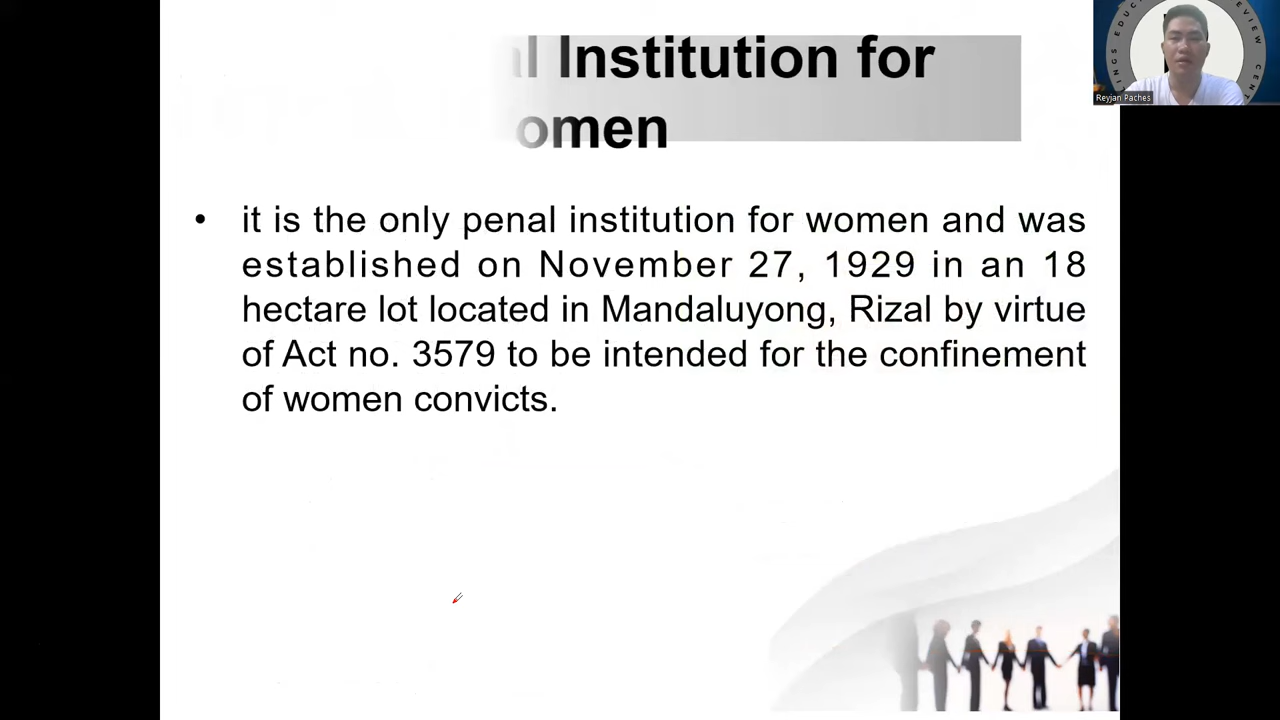 Institution for
omen
• it is the only penal institution for women and was
established on November 27, 1929 in an 18
hectare lot located in Mandaluyong, Rizal by virtue
of Act no. 3579 to be intended for the confinement
of women convicts.
Reyjan Paches